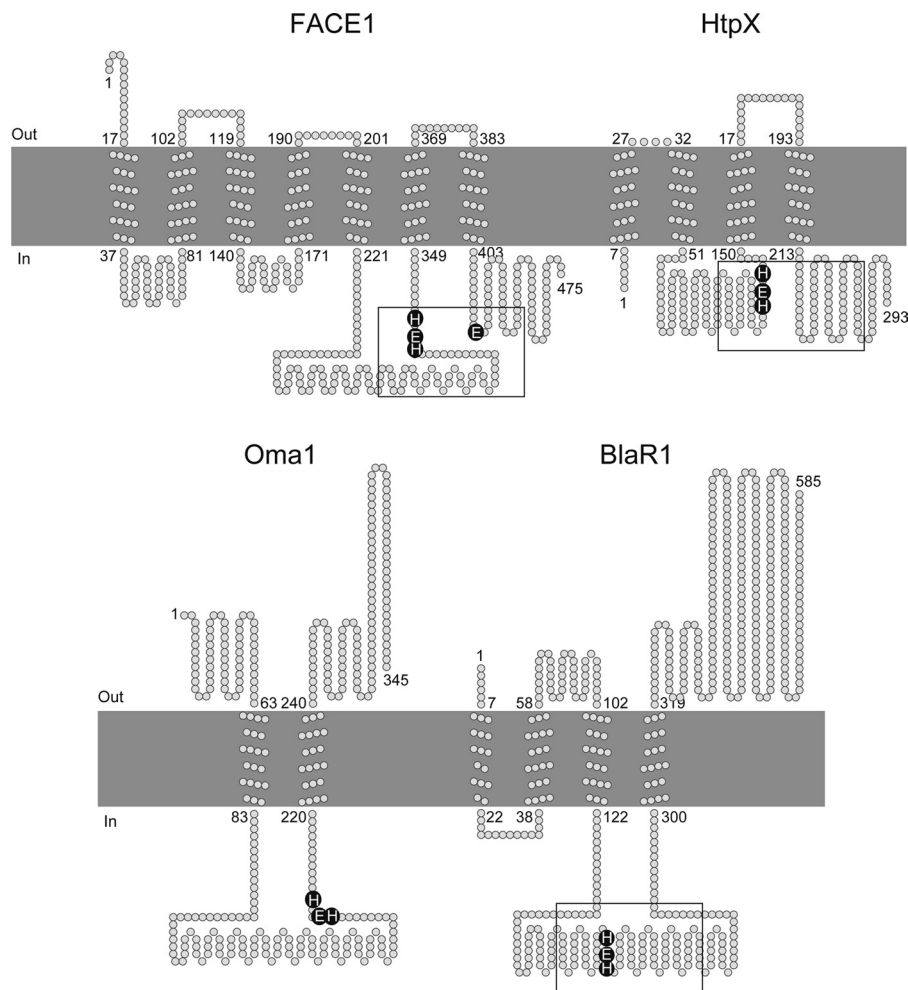 FACE1 HtpX
1
Out 17 102 119 190 201 369 383 27 32 17 193
In 37 81 140 171 221 349 403 7 51 150 213
475 1 293
H H
E E
H E H
Oma1 BlaR1
585
1
345 1
Out 63 240 7 58 102 319
In 83 220 22 38 122 300
H
E H
H
E
H